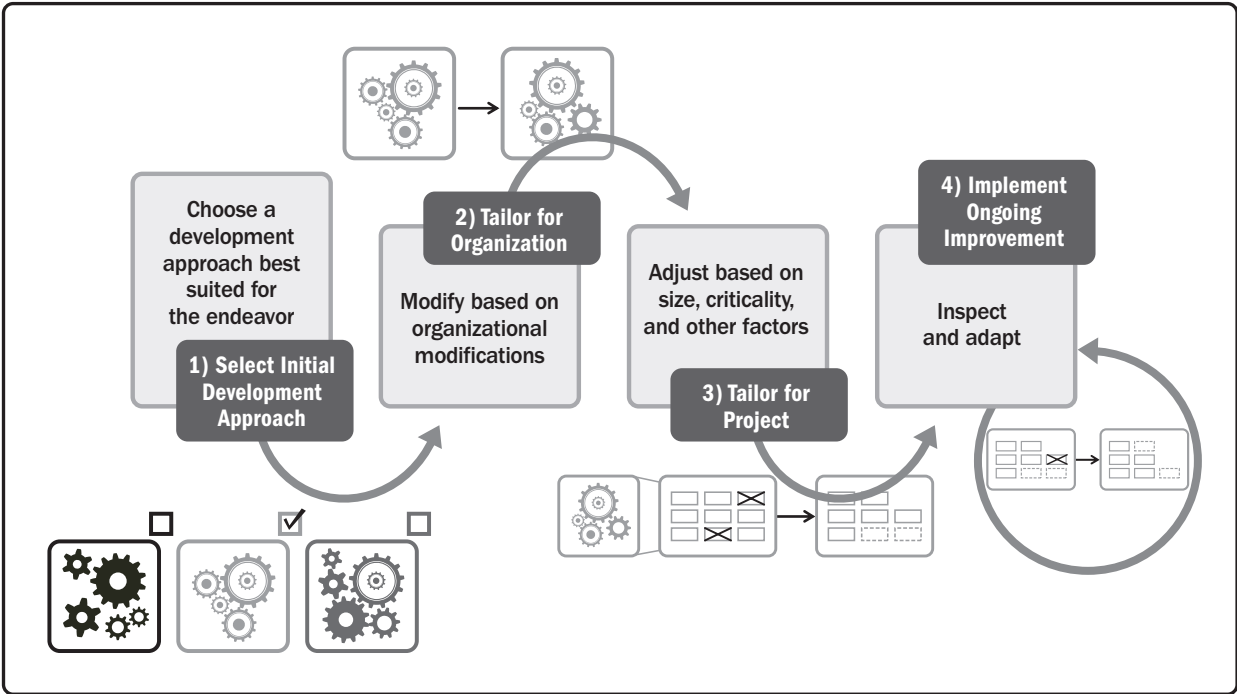 Choose a
development
approach best
suited for
the endeavor
1) Select Initial
Development
Approach
2) Tailor for
Organization
Modify based on
organizational
modifications
Adjust based on
size, criticality,
and other factors
3) Tailor for
Project
4) Implement
Ongoing
Improvement
Inspect
and adapt